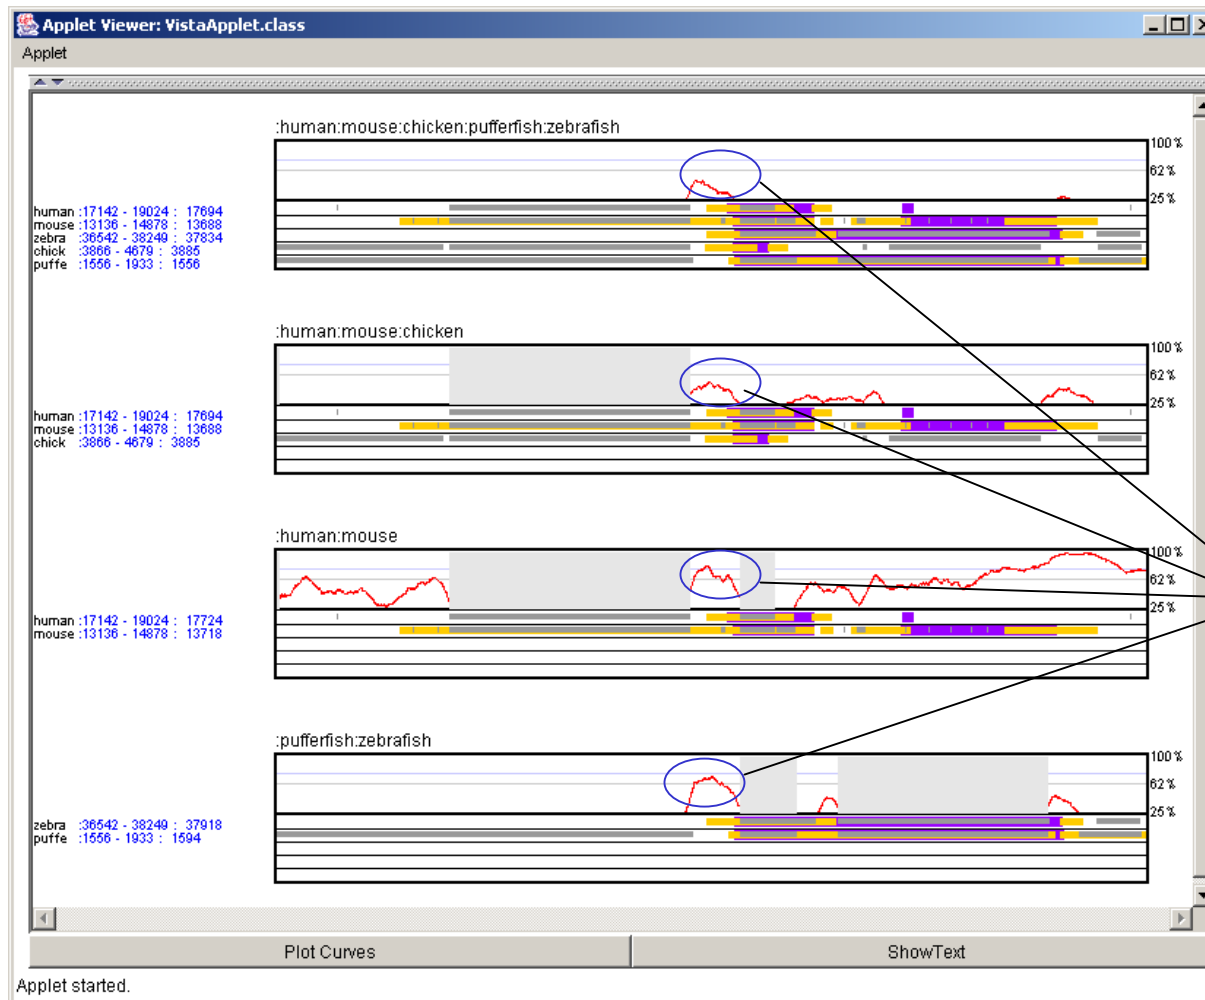 Applet Viewer: VistaApplet.class
Applet
:human:mouse:chicken:pufferfish:zebrafish
100%
62%
25%
human :17142 - 19024 : 17694
mouse :13136 - 14878 : 13688
zebra :36542 - 38249 : 37834
chick :3866 - 4679 : 3885
puffe :1556 - 1933 : 1556
:human:mouse:chicken
100%
62%
25%
human :17142 - 19024 : 17694
mouse :13136 - 14878 : 13688
chick :3866 - 4679 : 3885
:human:mouse
100%
62%
25%
human :17142 - 19024 : 17724
mouse :13136 - 14878 : 13718
:pufferfish:zebrafish
100%
62%
25%
zebra :36542 - 38249 : 37918
puffe :1556 - 1933 : 1594
Plot Curves ShowText
Applet started.